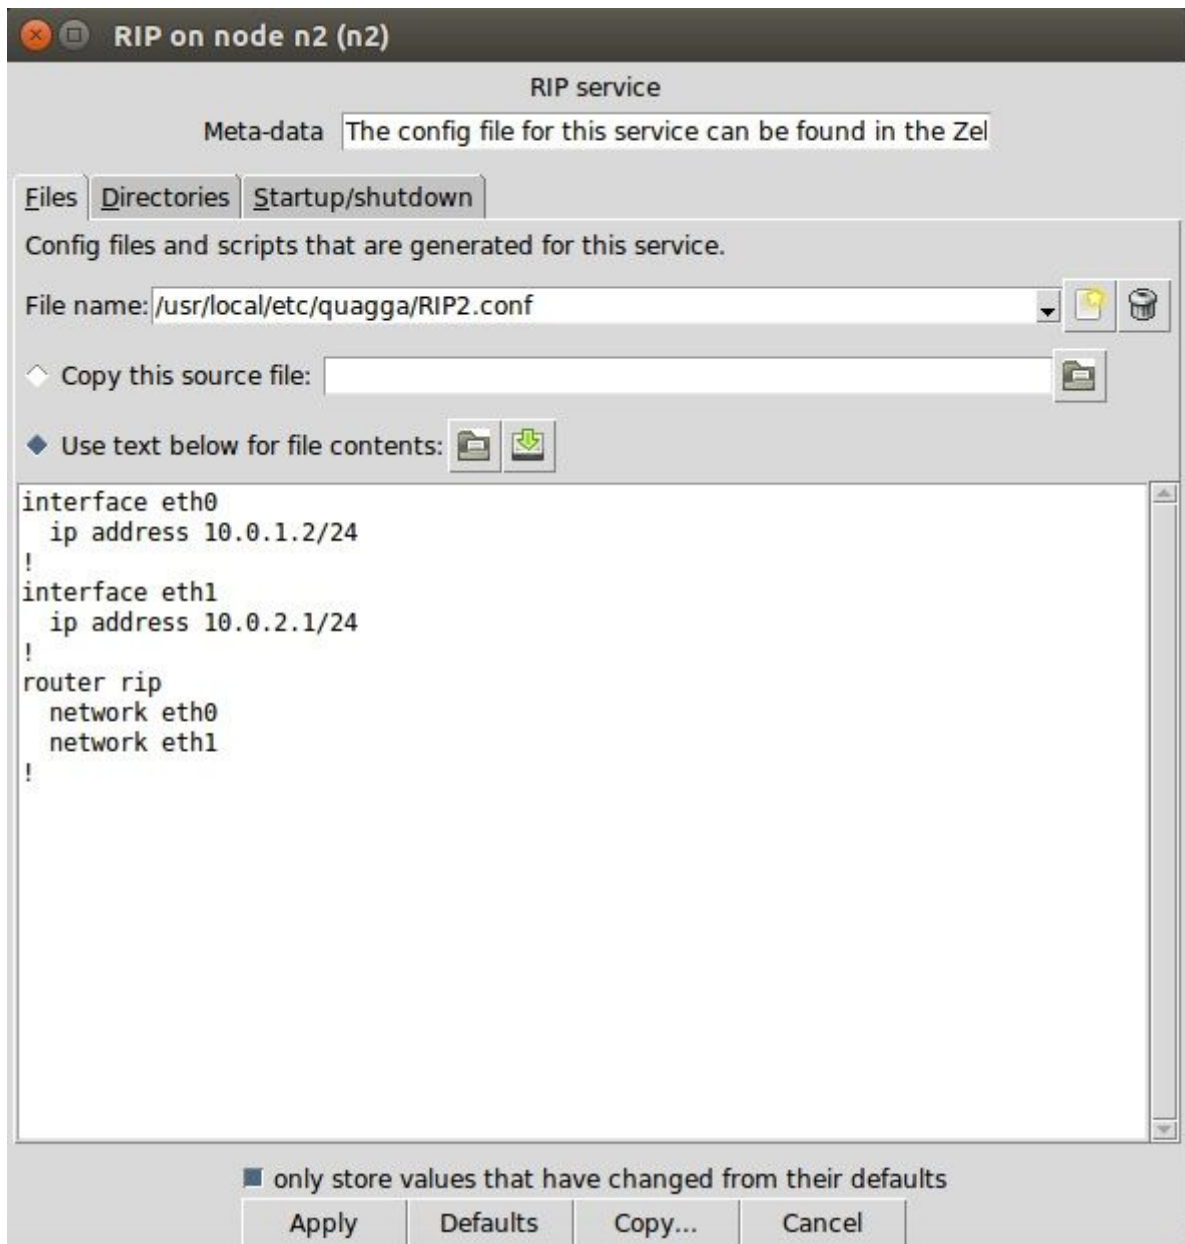 RIP on node n2 (n2)
RIP service
Meta-data The config file for this service can be found in the Zel
Files Directories Startup/shutdown
Config files and scripts that are generated for this service.
File name: /usr/local/etc/quagga/RIP2.conf
Copy this source file:
Use text below for file contents:
interface eth0
  ip address 10.0.1.2/24
!
interface eth1
  ip address 10.0.2.1/24
!
router rip
  network eth0
  network eth1
!
only store values that have changed from their defaults
Apply Defaults Copy... Cancel